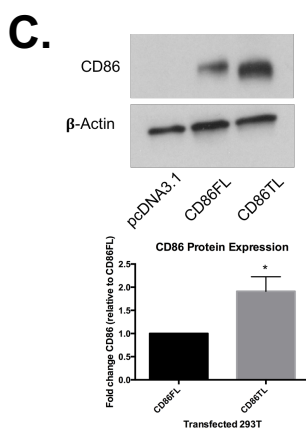 C.
CD86
β-Actin
pcDNA3.1
CD86FL
CD86TL
CD86 Protein Expression
Fold change CD86 (relative to CD86FL)
2.5
2.0
1.5
1.0
0.5
0.0
*
CD86FL
CD86TL
Transfected 293T